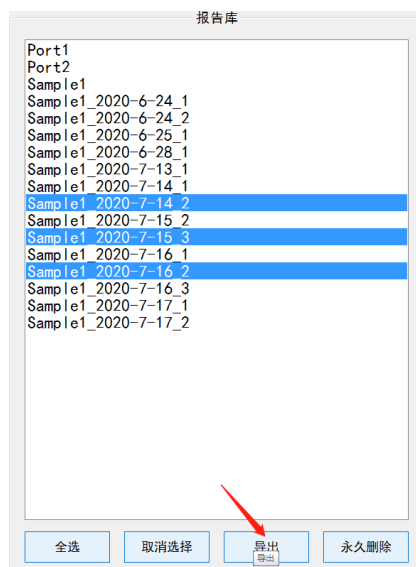 报告库
Port1
Port2
Sample1
Sample1_2020-6-24_1
Sample1_2020-6-24_2
Sample1_2020-6-25_1
Sample1_2020-6-28_1
Sample1_2020-7-13_1
Sample1_2020-7-14_1
Sample1_2020-7-14_2
Sample1_2020-7-15_2
Sample1_2020-7-15_3
Sample1_2020-7-16_1
Sample1_2020-7-16_2
Sample1_2020-7-16_3
Sample1_2020-7-17_1
Sample1_2020-7-17_2
全选 取消选择 导出 永久删除
导出